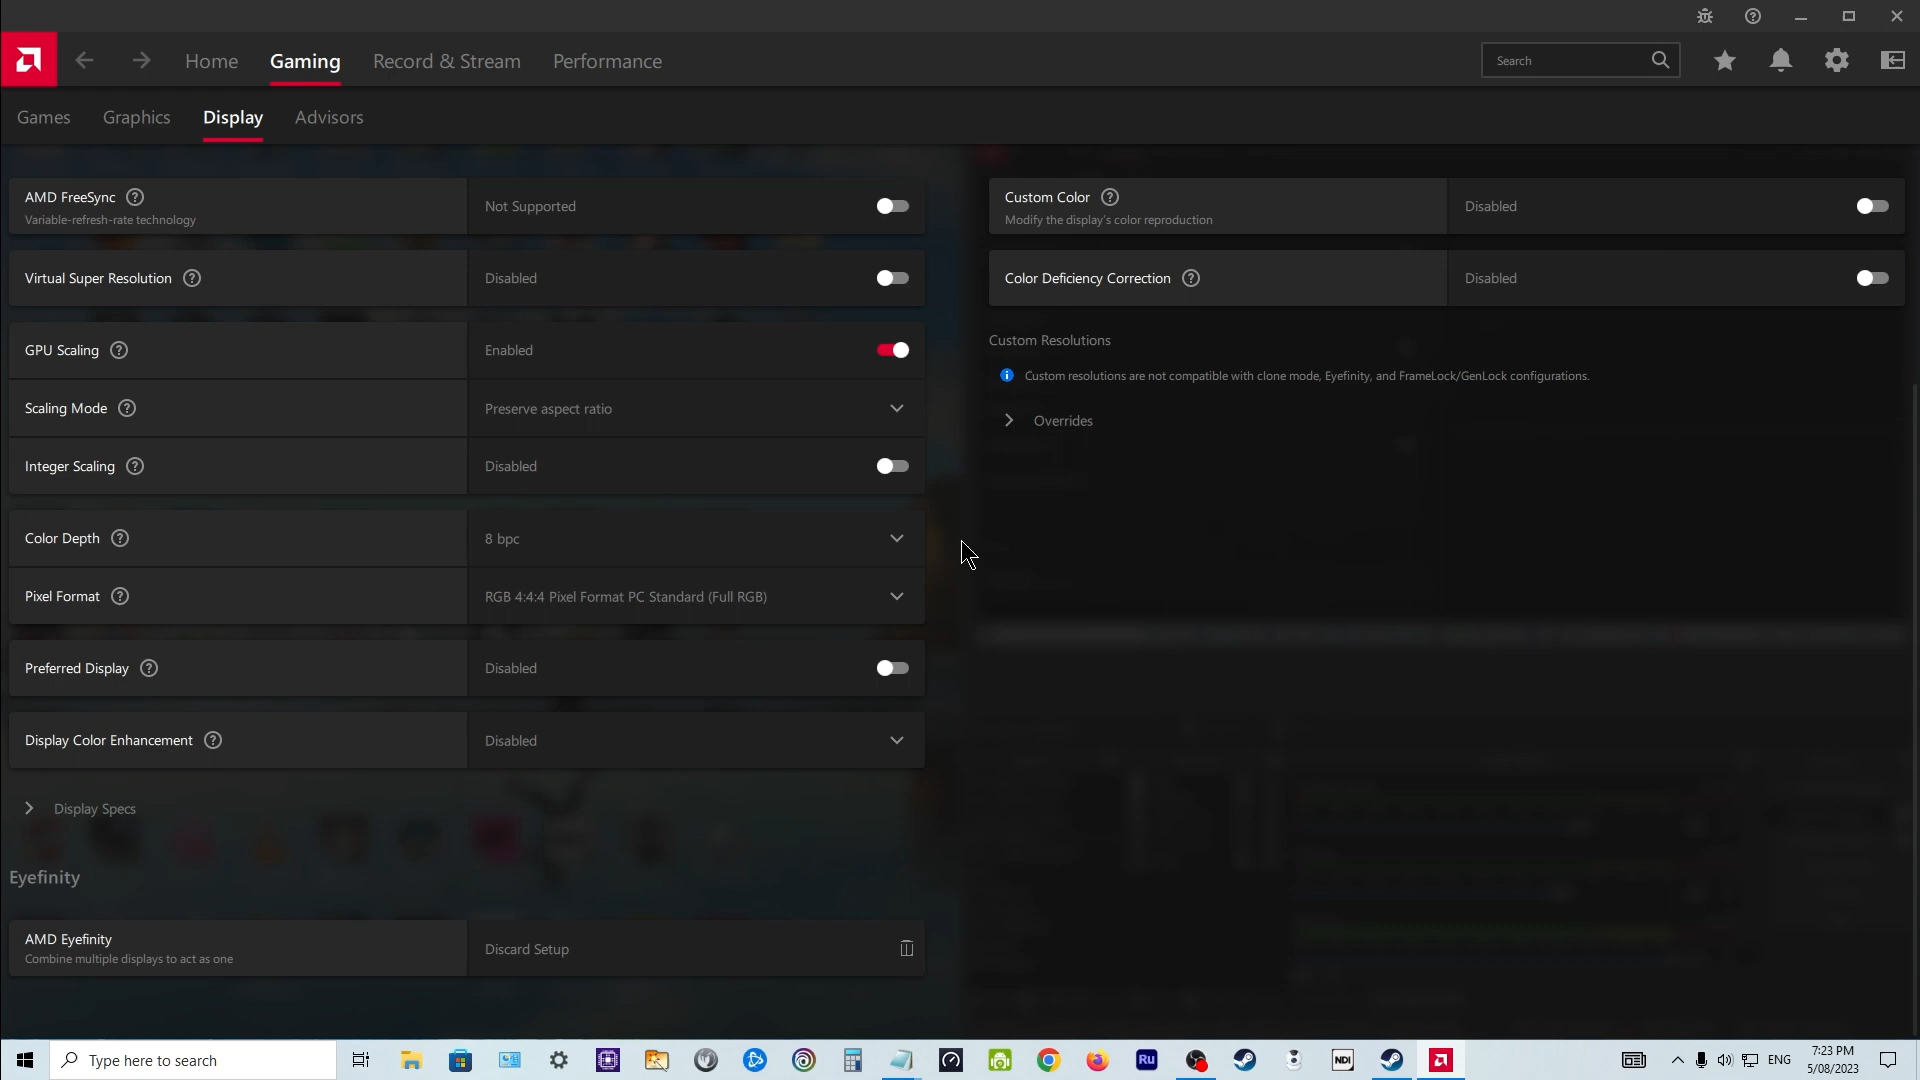 Home
Gaming
Record & Stream
Performance
Search
Games
Graphics
Display
Advisors
AMD FreeSync
Variable-refresh-rate technology
Not Supported
Virtual Super Resolution
Disabled
GPU Scaling
Enabled
Scaling Mode
Preserve aspect ratio
Integer Scaling
Disabled
Color Depth
8 bpc
Pixel Format
RGB 4:4:4 Pixel Format PC Standard (Full RGB)
Preferred Display
Disabled
Display Color Enhancement
Disabled
Display Specs
Eyefinity
AMD Eyefinity
Combine multiple displays to act as one
Discard Setup
Custom Color
Modify the display's color reproduction
Disabled
Color Deficiency Correction
Disabled
Custom Resolutions
Custom resolutions are not compatible with clone mode, Eyefinity, and FrameLock/GenLock configurations.
Overrides
Type here to search
Ru
NDI
ENG
7:23 PM
5/08/2023